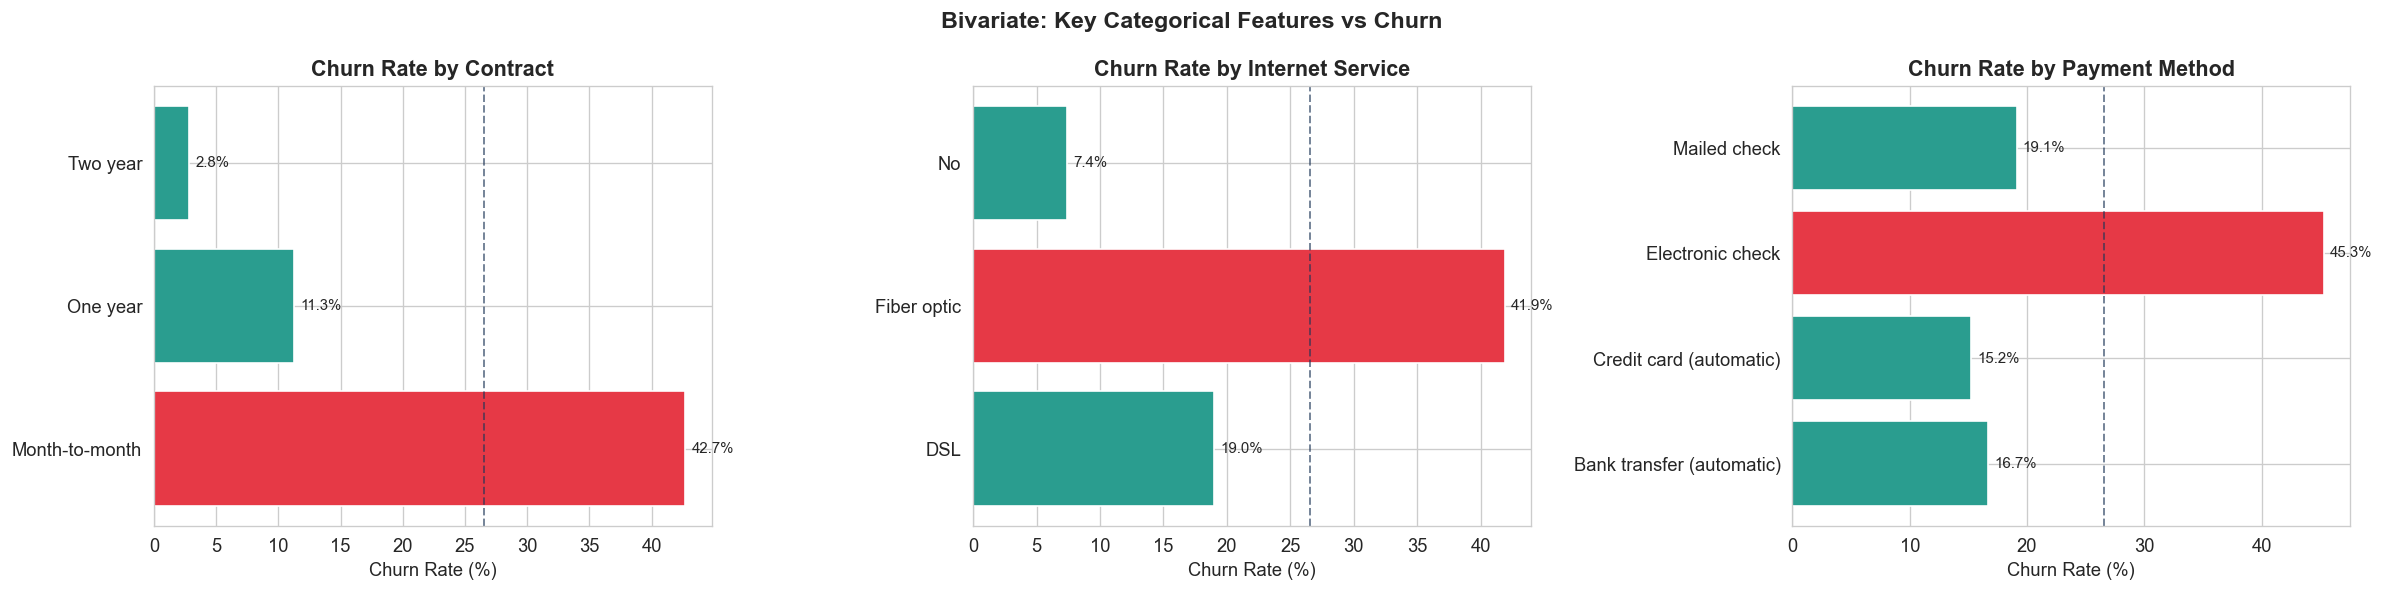 Bivariate: Key Categorical Features vs Churn
Churn Rate by Contract
Two year
2.8%
One year
11.3%
Month-to-month
42.7%
0 5 10 15 20 25 30 35 40
Churn Rate (%)
Churn Rate by Internet Service
No
7.4%
Fiber optic
41.9%
DSL
19.0%
0 5 10 15 20 25 30 35 40
Churn Rate (%)
Churn Rate by Payment Method
Mailed check
19.1%
Electronic check
45.3%
Credit card (automatic)
15.2%
Bank transfer (automatic)
16.7%
0 10 20 30 40
Churn Rate (%)